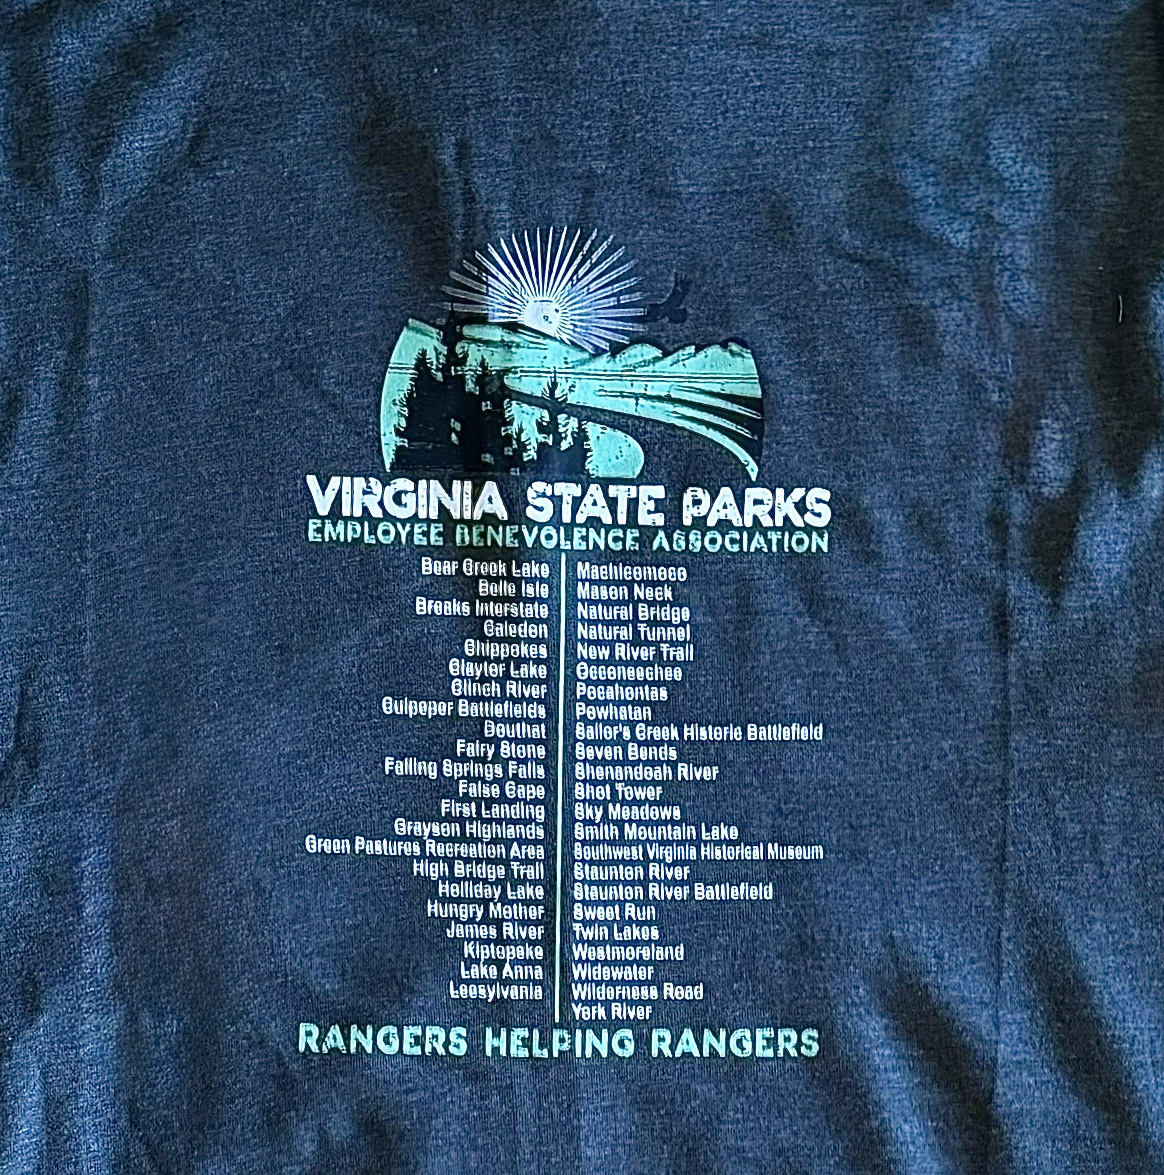 VIRGINIA STATE PARKS
EMPLOYEE BENEVOLENCE ASSOCIATION
Bear Creek Lake
Belle Isle
Breaks Interstate
Caledon
Chippokes
Claytor Lake
Clinch River
Culpeper Battlefields
Douthat
Fairy Stone
Falling Springs Falls
False Cape
First Landing
Grayson Highlands
Green Pastures Recreation Area
High Bridge Trail
Holliday Lake
Hungry Mother
James River
Kiptopeke
Lake Anna
Leesylvania
Machicomoco
Mason Neck
Natural Bridge
Natural Tunnel
New River Trail
Occoneechee
Pocahontas
Powhatan
Sailor's Creek Historic Battlefield
Seven Bends
Shenandoah River
Shot Tower
Sky Meadows
Smith Mountain Lake
Southwest Virginia Historical Museum
Staunton River
Staunton River Battlefield
Sweet Run
Twin Lakes
Westmoreland
Widewater
Wilderness Road
York River
RANGERS HELPING RANGERS